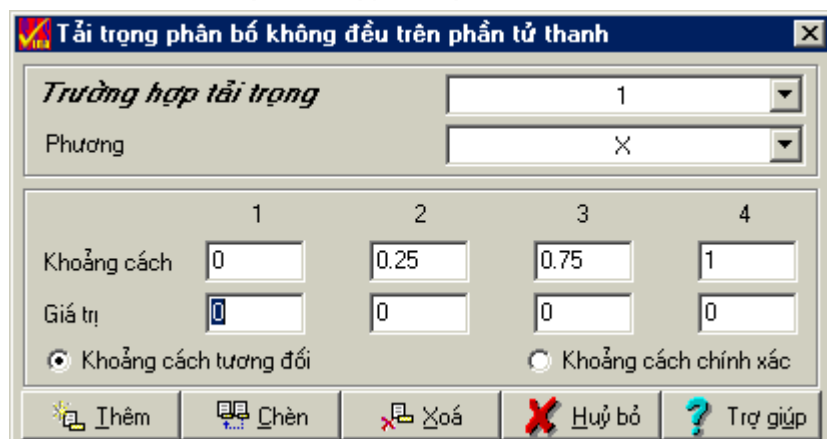 Tải trọng phân bố không đều trên phần tử thanh
Trường hợp tải trọng 1
Phương X
1 2 3 4
Khoảng cách 0 0.25 0.75 1
Giá trị 0 0 0 0
Khoảng cách tương đối Khoảng cách chính xác
Thêm Chèn Xoá Huỷ bỏ Trợ giúp